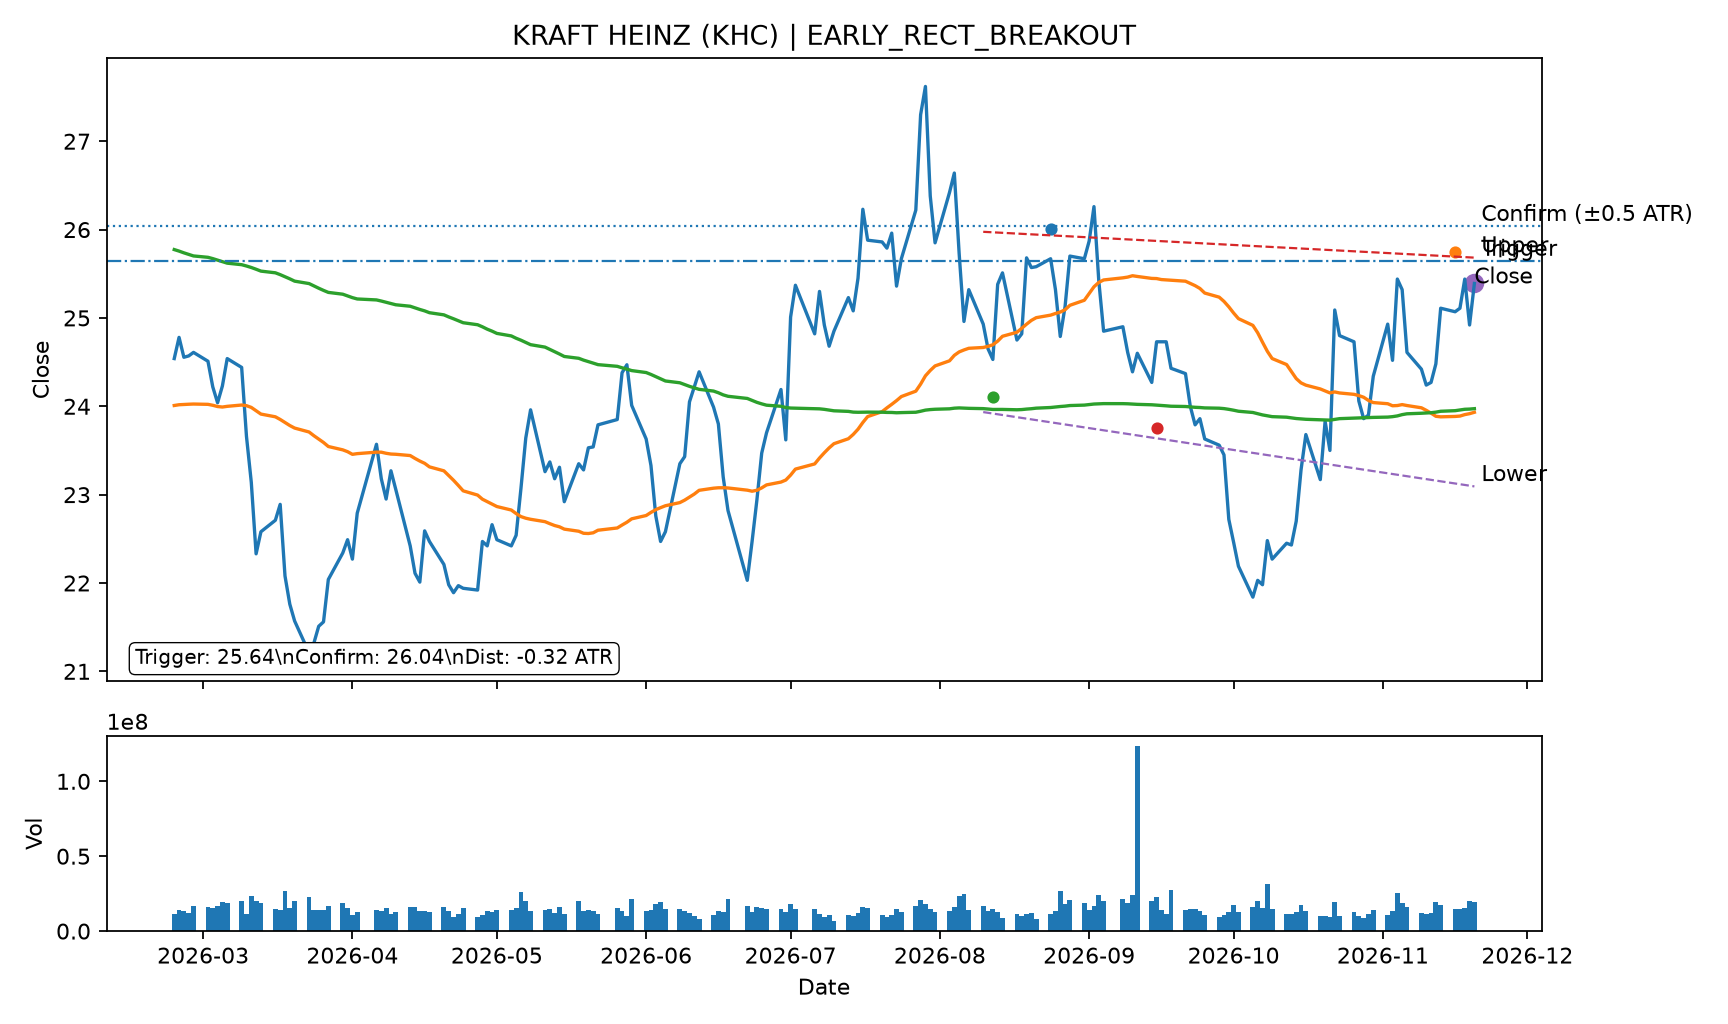 KRAFT HEINZ (KHC) | EARLY_RECT_BREAKOUT
Close
27
26
25
24
23
22
21
Confirm (±0.5 ATR)
Upper
Trigger
Close
Lower
Trigger: 25.64\nConfirm: 26.04\nDist: -0.32 ATR
1e8
Vol
1.0
0.5
0.0
2026-03
2026-04
2026-05
2026-06
2026-07
2026-08
2026-09
2026-10
2026-11
2026-12
Date